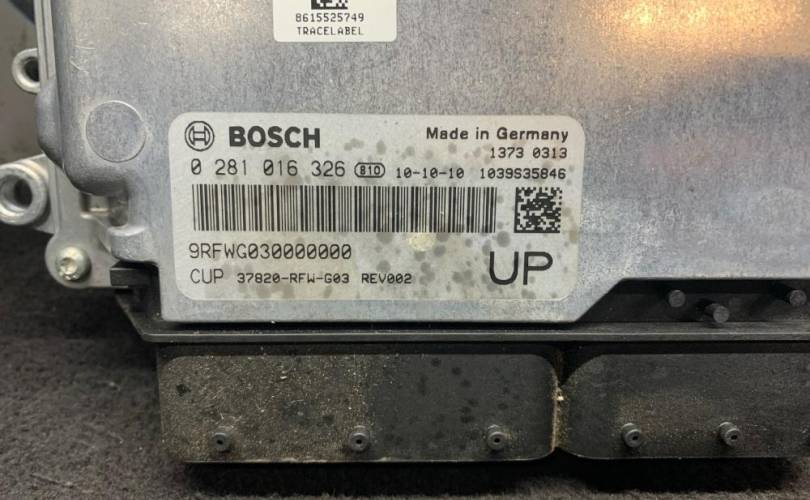 8615525749
TRACELABEL
BOSCH
Made in Germany
1373 0313
0 281 016 326 B10 10-10-10 1039S35846
9RFWG030000000
CUP 37820-RFW-G03 REV002
UP